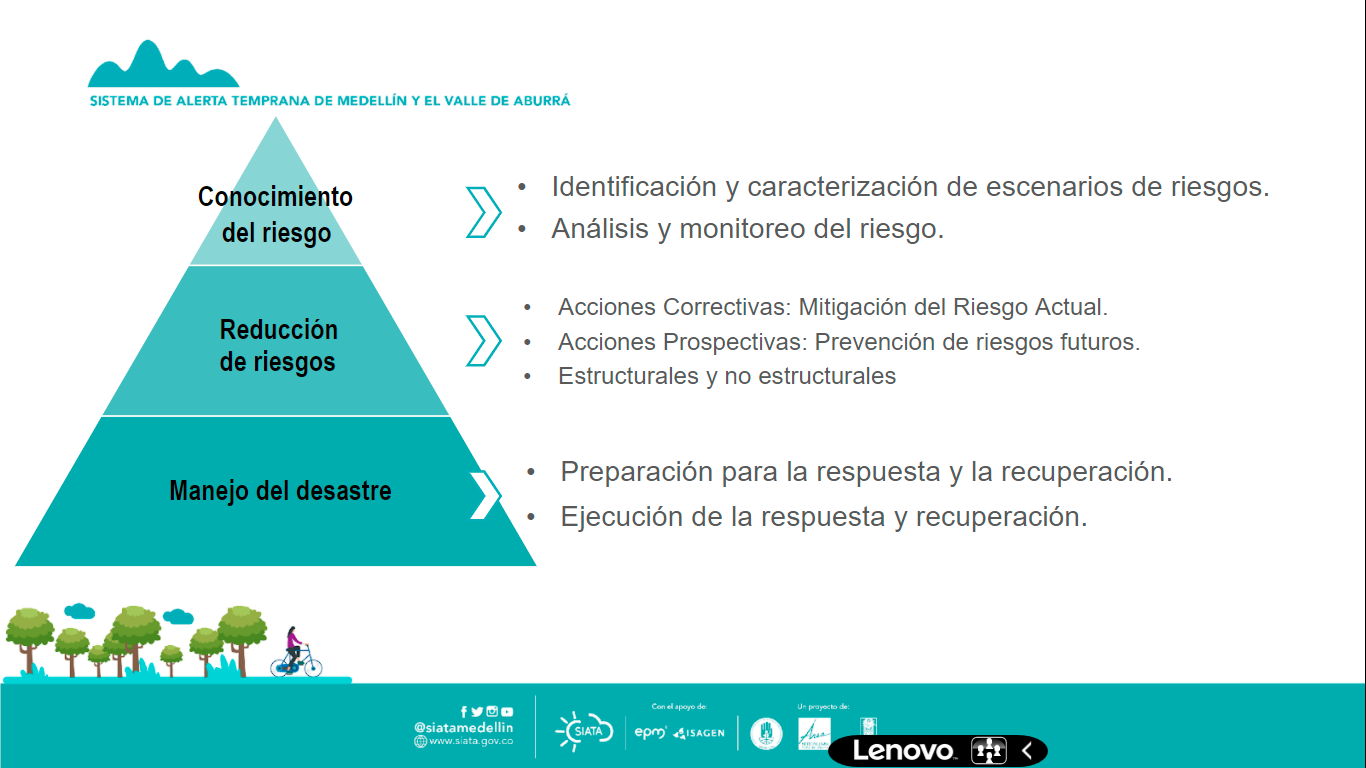 SISTEMA DE ALERTA TEMPRANA DE MEDELLÍN Y EL VALLE DE ABURRÁ
Conocimiento
del riesgo
• Identificación y caracterización de escenarios de riesgos.
• Análisis y monitoreo del riesgo.
Reducción
de riesgos
• Acciones Correctivas: Mitigación del Riesgo Actual.
• Acciones Prospectivas: Prevención de riesgos futuros.
• Estructurales y no estructurales
Manejo del desastre
• Preparación para la respuesta y la recuperación.
• Ejecución de la respuesta y recuperación.
@siatamedellin
www.siata.gov.co
SIATA
Con el apoyo de:
epm
ISAGEN
Un proyecto de:
Área
Lenovo